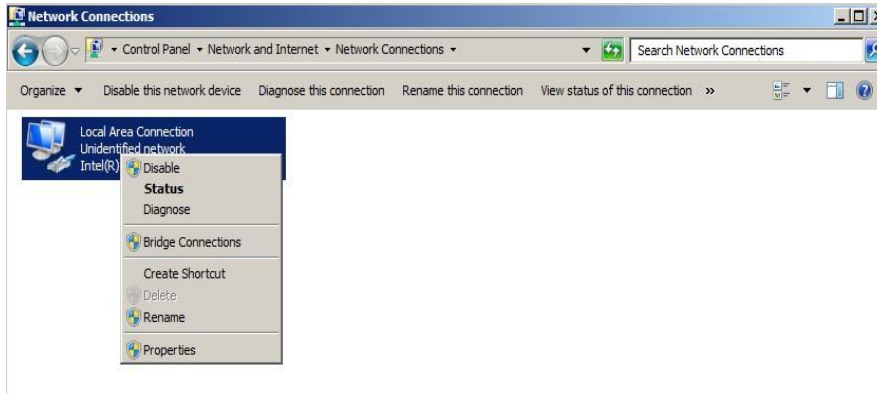 Network Connections
Control Panel Network and Internet Network Connections Search Network Connections
Organize Disable this network device Diagnose this connection Rename this connection View status of this connection »
Local Area Connection
Unidentified network
Intel(R)
Disable
Status
Diagnose
Bridge Connections
Create Shortcut
Delete
Rename
Properties